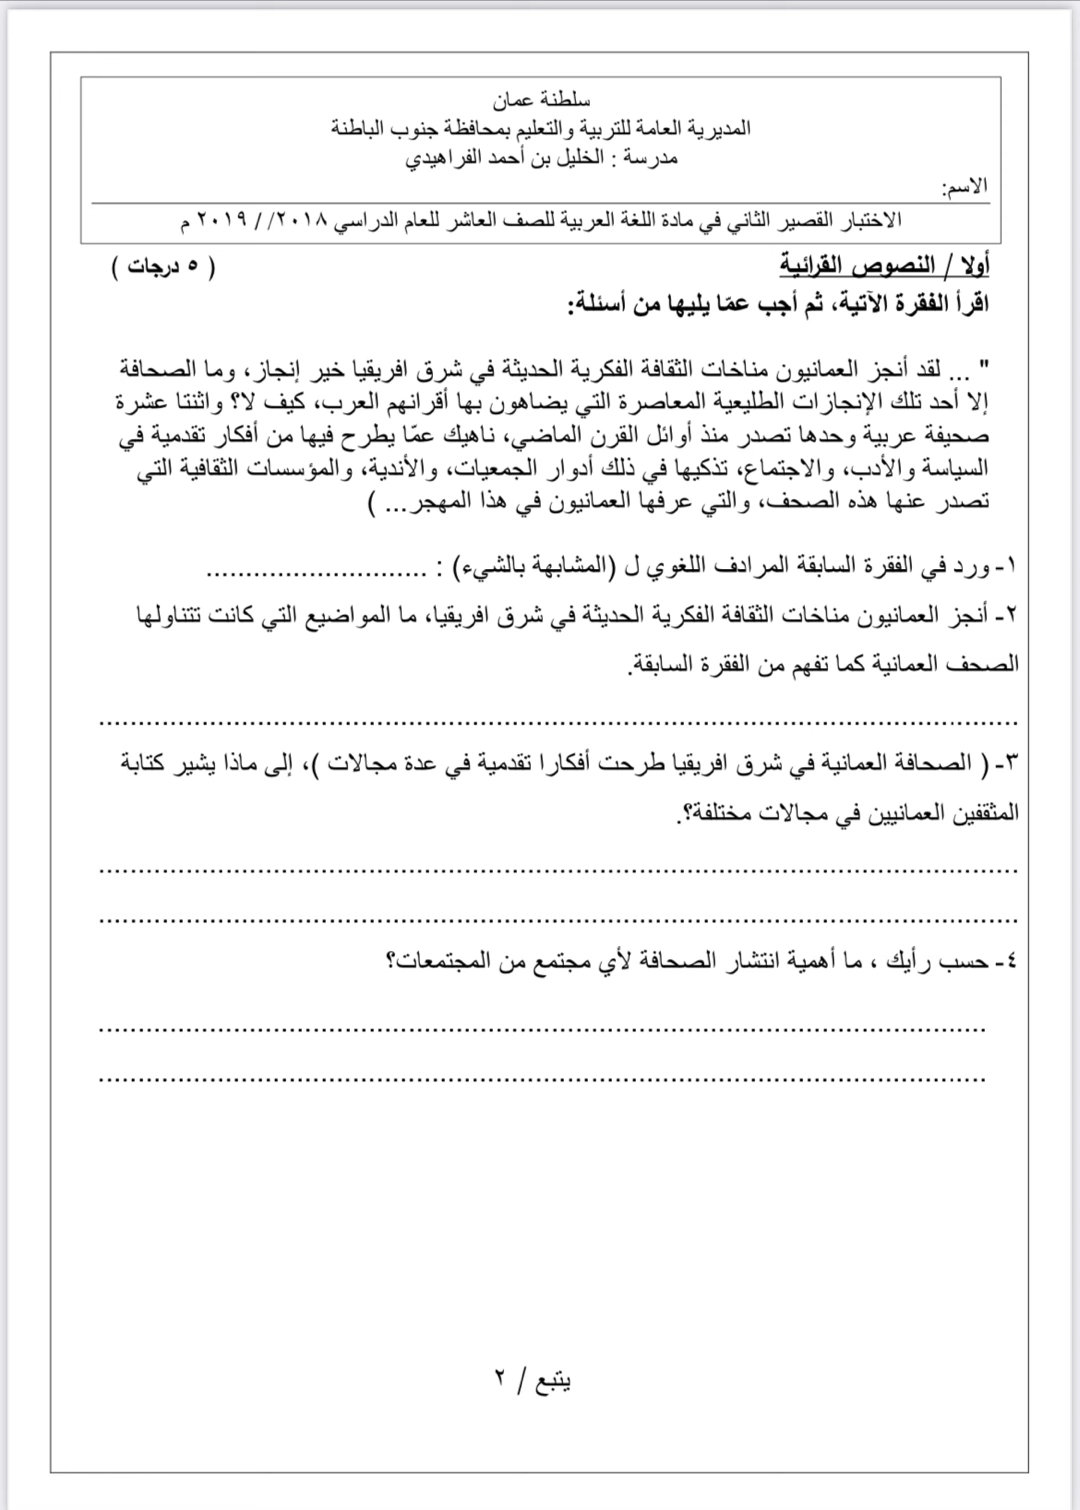 سلطنة عمان
المديرية العامة للتربية والتعليم بمحافظة جنوب الباطنة
مدرسة : الخليل بن أحمد الفراهيدي
الاسم:
الاختبار القصير الثاني في مادة اللغة العربية للصف العاشر للعام الدراسي ٢٠١٨// ٢٠١٩ م
أولا / النصوص القرائية ( ٥ درجات )
اقرأ الفقرة الآتية، ثم أجب عمّا يليها من أسئلة:
" ... لقد أنجز العمانيون مناخات الثقافة الفكرية الحديثة في شرق افريقيا خير إنجاز، وما الصحافة
إلا أحد تلك الإنجازات الطليعية المعاصرة التي يضاهون بها أقرانهم العرب، كيف لا؟ واثنتا عشرة
صحيفة عربية وحدها تصدر منذ أوائل القرن الماضي، ناهيك عمّا يطرح فيها من أفكار تقدمية في
السياسة والأدب، والاجتماع، تذكيها في ذلك أدوار الجمعيات، والأندية، والمؤسسات الثقافية التي
تصدر عنها هذه الصحف، والتي عرفها العمانيون في هذا المهجر... )
١- ورد في الفقرة السابقة المرادف اللغوي ل (المشابهة بالشيء) : ............................
٢- أنجز العمانيون مناخات الثقافة الفكرية الحديثة في شرق افريقيا، ما المواضيع التي كانت تتناولها
الصحف العمانية كما تفهم من الفقرة السابقة.
....................................................................................................................
٣- ( الصحافة العمانية في شرق افريقيا طرحت أفكارا تقدمية في عدة مجالات )، إلى ماذا يشير كتابة
المثقفين العمانيين في مجالات مختلفة؟.
....................................................................................................................
....................................................................................................................
٤- حسب رأيك ، ما أهمية انتشار الصحافة لأي مجتمع من المجتمعات؟
................................................................................................................
................................................................................................................
يتبع / ٢